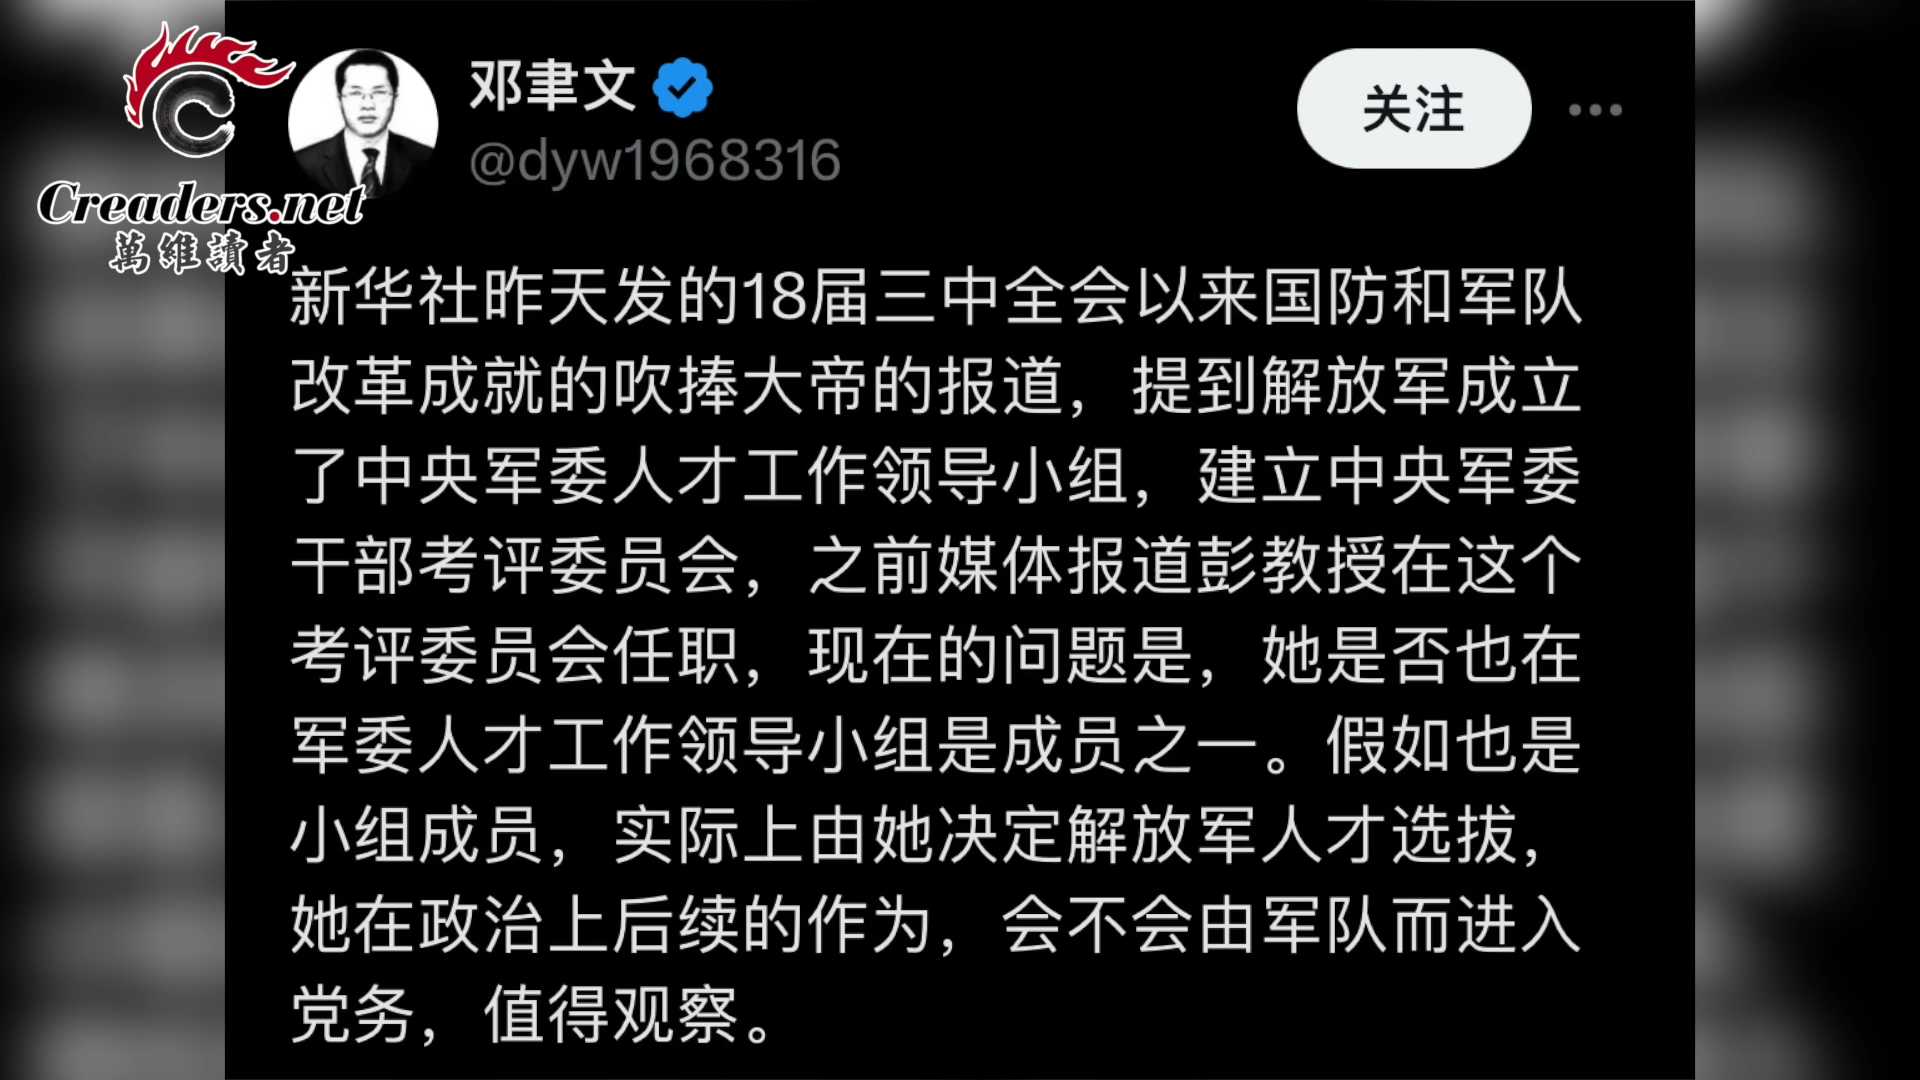 Creaders.net
萬維讀者
邓聿文
@dyw1968316
关注
新华社昨天发的18届三中全会以来国防和军队
改革成就的吹捧大帝的报道，提到解放军成立
了中央军委人才工作领导小组，建立中央军委
干部考评委员会，之前媒体报道彭教授在这个
考评委员会任职，现在的问题是，她是否也在
军委人才工作领导小组是成员之一。假如也是
小组成员，实际上由她决定解放军人才选拔，
她在政治上后续的作为，会不会由军队而进入
党务，值得观察。